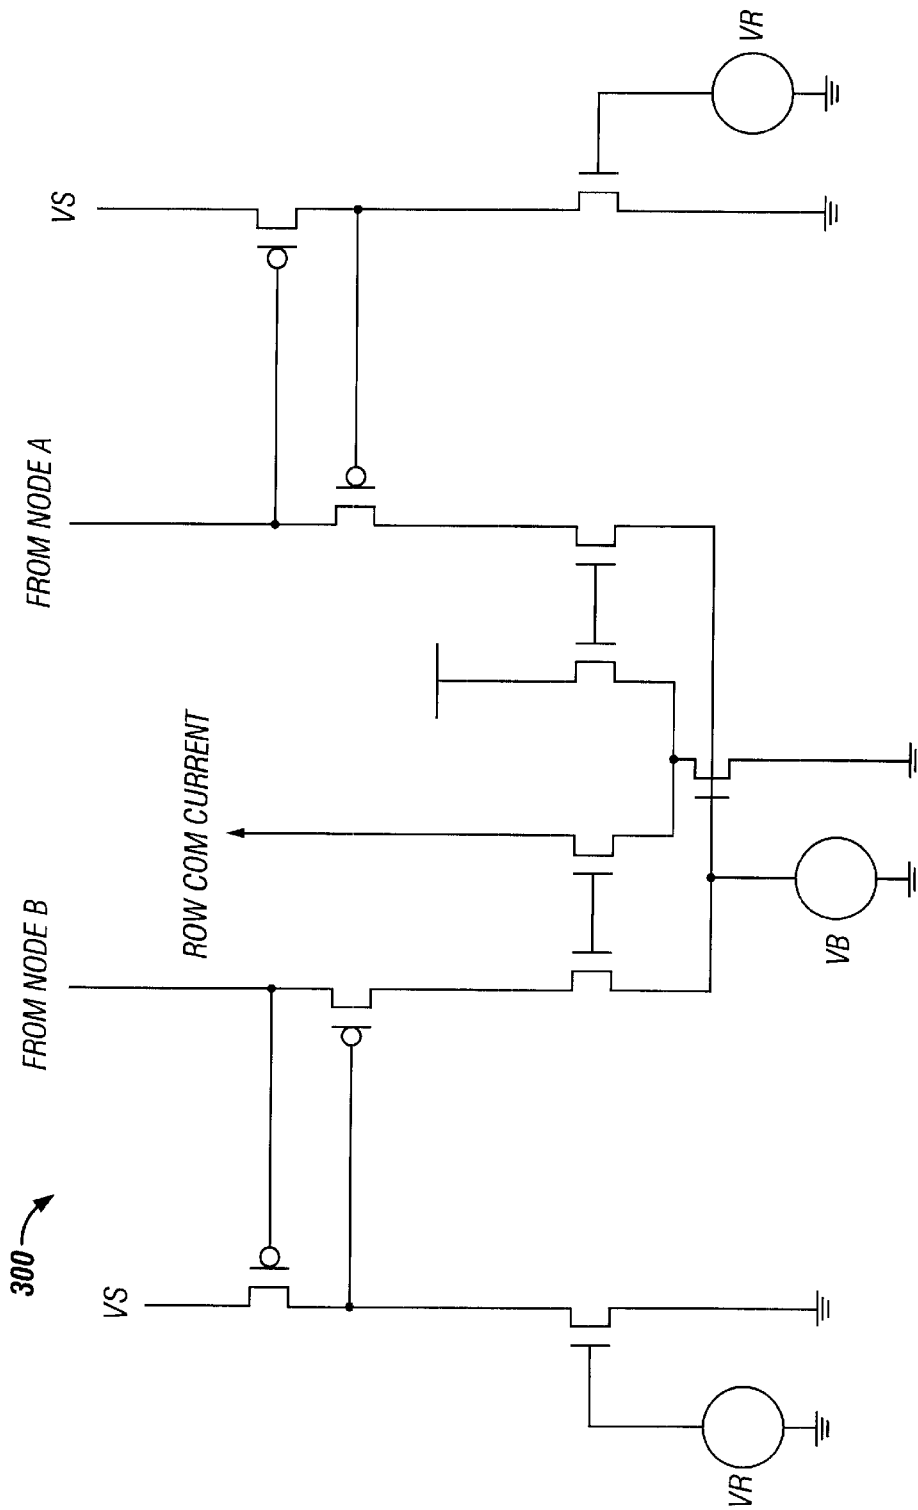 300
FROM NODE B
FROM NODE A
VS
VS
ROW COM CURRENT
VR
VB
VR